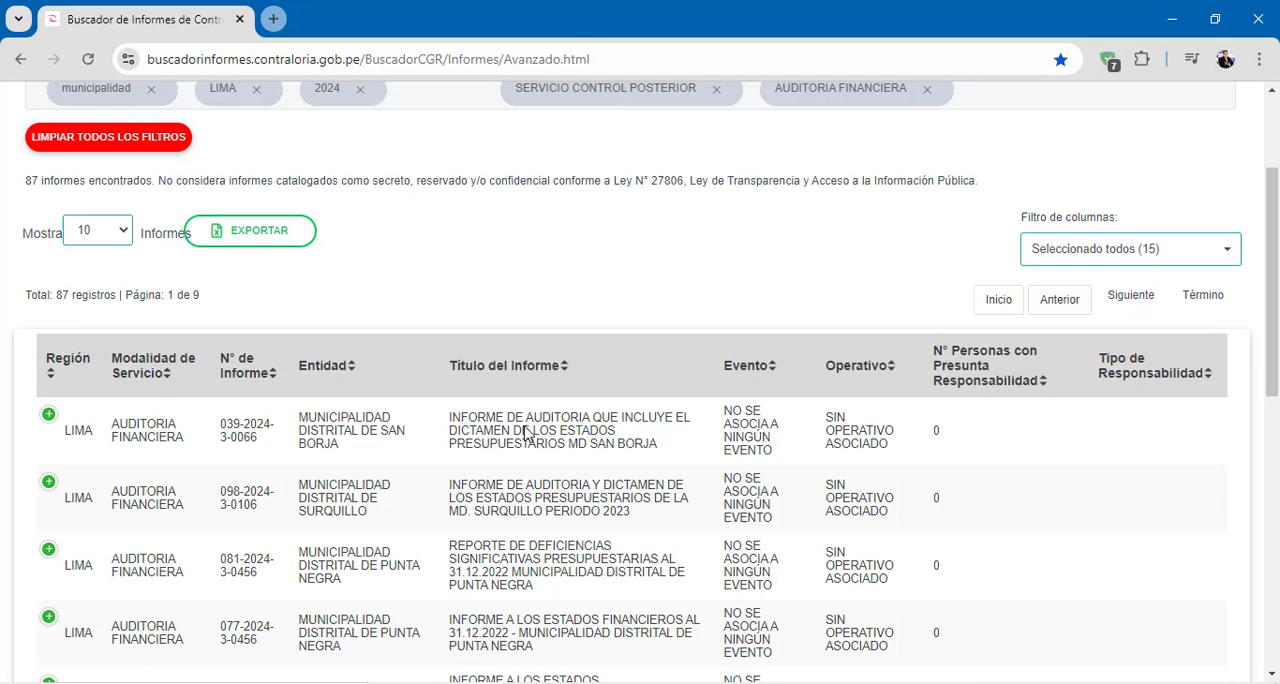 Buscador de Informes de Contr
buscadorinformes.contraloria.gob.pe/BuscadorCGR/Informes/Avanzado.html
7
municipalidad × LIMA × 2024 × SERVICIO CONTROL POSTERIOR × AUDITORIA FINANCIERA ×
LIMPIAR TODOS LOS FILTROS
87 informes encontrados. No considera informes catalogados como secreto, reservado y/o confidencial conforme a Ley N° 27806, Ley de Transparencia y Acceso a la Información Pública.
Filtro de columnas:
Mostra 10 Informes EXPORTAR
Seleccionado todos (15)
Total: 87 registros | Página: 1 de 9
Inicio Anterior Siguiente Término
Región
Modalidad de
Servicio
N° de
Informe
Entidad
Título del Informe
Evento
Operativo
N° Personas con
Presunta
Responsabilidad
Tipo de
Responsabilidad
LIMA
AUDITORIA
FINANCIERA
039-2024-
3-0066
MUNICIPALIDAD
DISTRITAL DE SAN
BORJA
INFORME DE AUDITORIA QUE INCLUYE EL
DICTAMEN DE LOS ESTADOS
PRESUPUESTARIOS MD SAN BORJA
NO SE
ASOCIA A
NINGÚN
EVENTO
SIN
OPERATIVO
ASOCIADO
0
LIMA
AUDITORIA
FINANCIERA
098-2024-
3-0106
MUNICIPALIDAD
DISTRITAL DE
SURQUILLO
INFORME DE AUDITORIA Y DICTAMEN DE
LOS ESTADOS PRESUPUESTARIOS DE LA
MD. SURQUILLO PERIODO 2023
NO SE
ASOCIA A
NINGÚN
EVENTO
SIN
OPERATIVO
ASOCIADO
0
LIMA
AUDITORIA
FINANCIERA
081-2024-
3-0456
MUNICIPALIDAD
DISTRITAL DE PUNTA
NEGRA
REPORTE DE DEFICIENCIAS
SIGNIFICATIVAS PRESUPUESTARIAS AL
31.12.2022 MUNICIPALIDAD DISTRITAL DE
PUNTA NEGRA
NO SE
ASOCIA A
NINGÚN
EVENTO
SIN
OPERATIVO
ASOCIADO
0
LIMA
AUDITORIA
FINANCIERA
077-2024-
3-0456
MUNICIPALIDAD
DISTRITAL DE PUNTA
NEGRA
INFORME A LOS ESTADOS FINANCIEROS AL
31.12.2022 - MUNICIPALIDAD DISTRITAL DE
PUNTA NEGRA
NO SE
ASOCIA A
NINGÚN
EVENTO
SIN
OPERATIVO
ASOCIADO
0
INFORME A LOS ESTADOS
NO SE